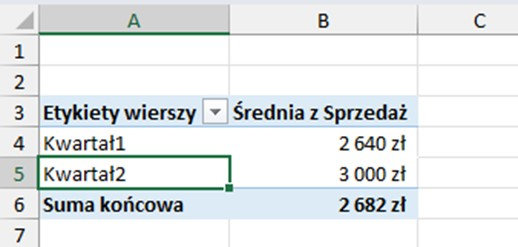 A B C
1
2
3 Etykiety wierszy Średnia z Sprzedaż
4 Kwartał1 2 640 zł
5 Kwartał2 3 000 zł
6 Suma końcowa 2 682 zł
7